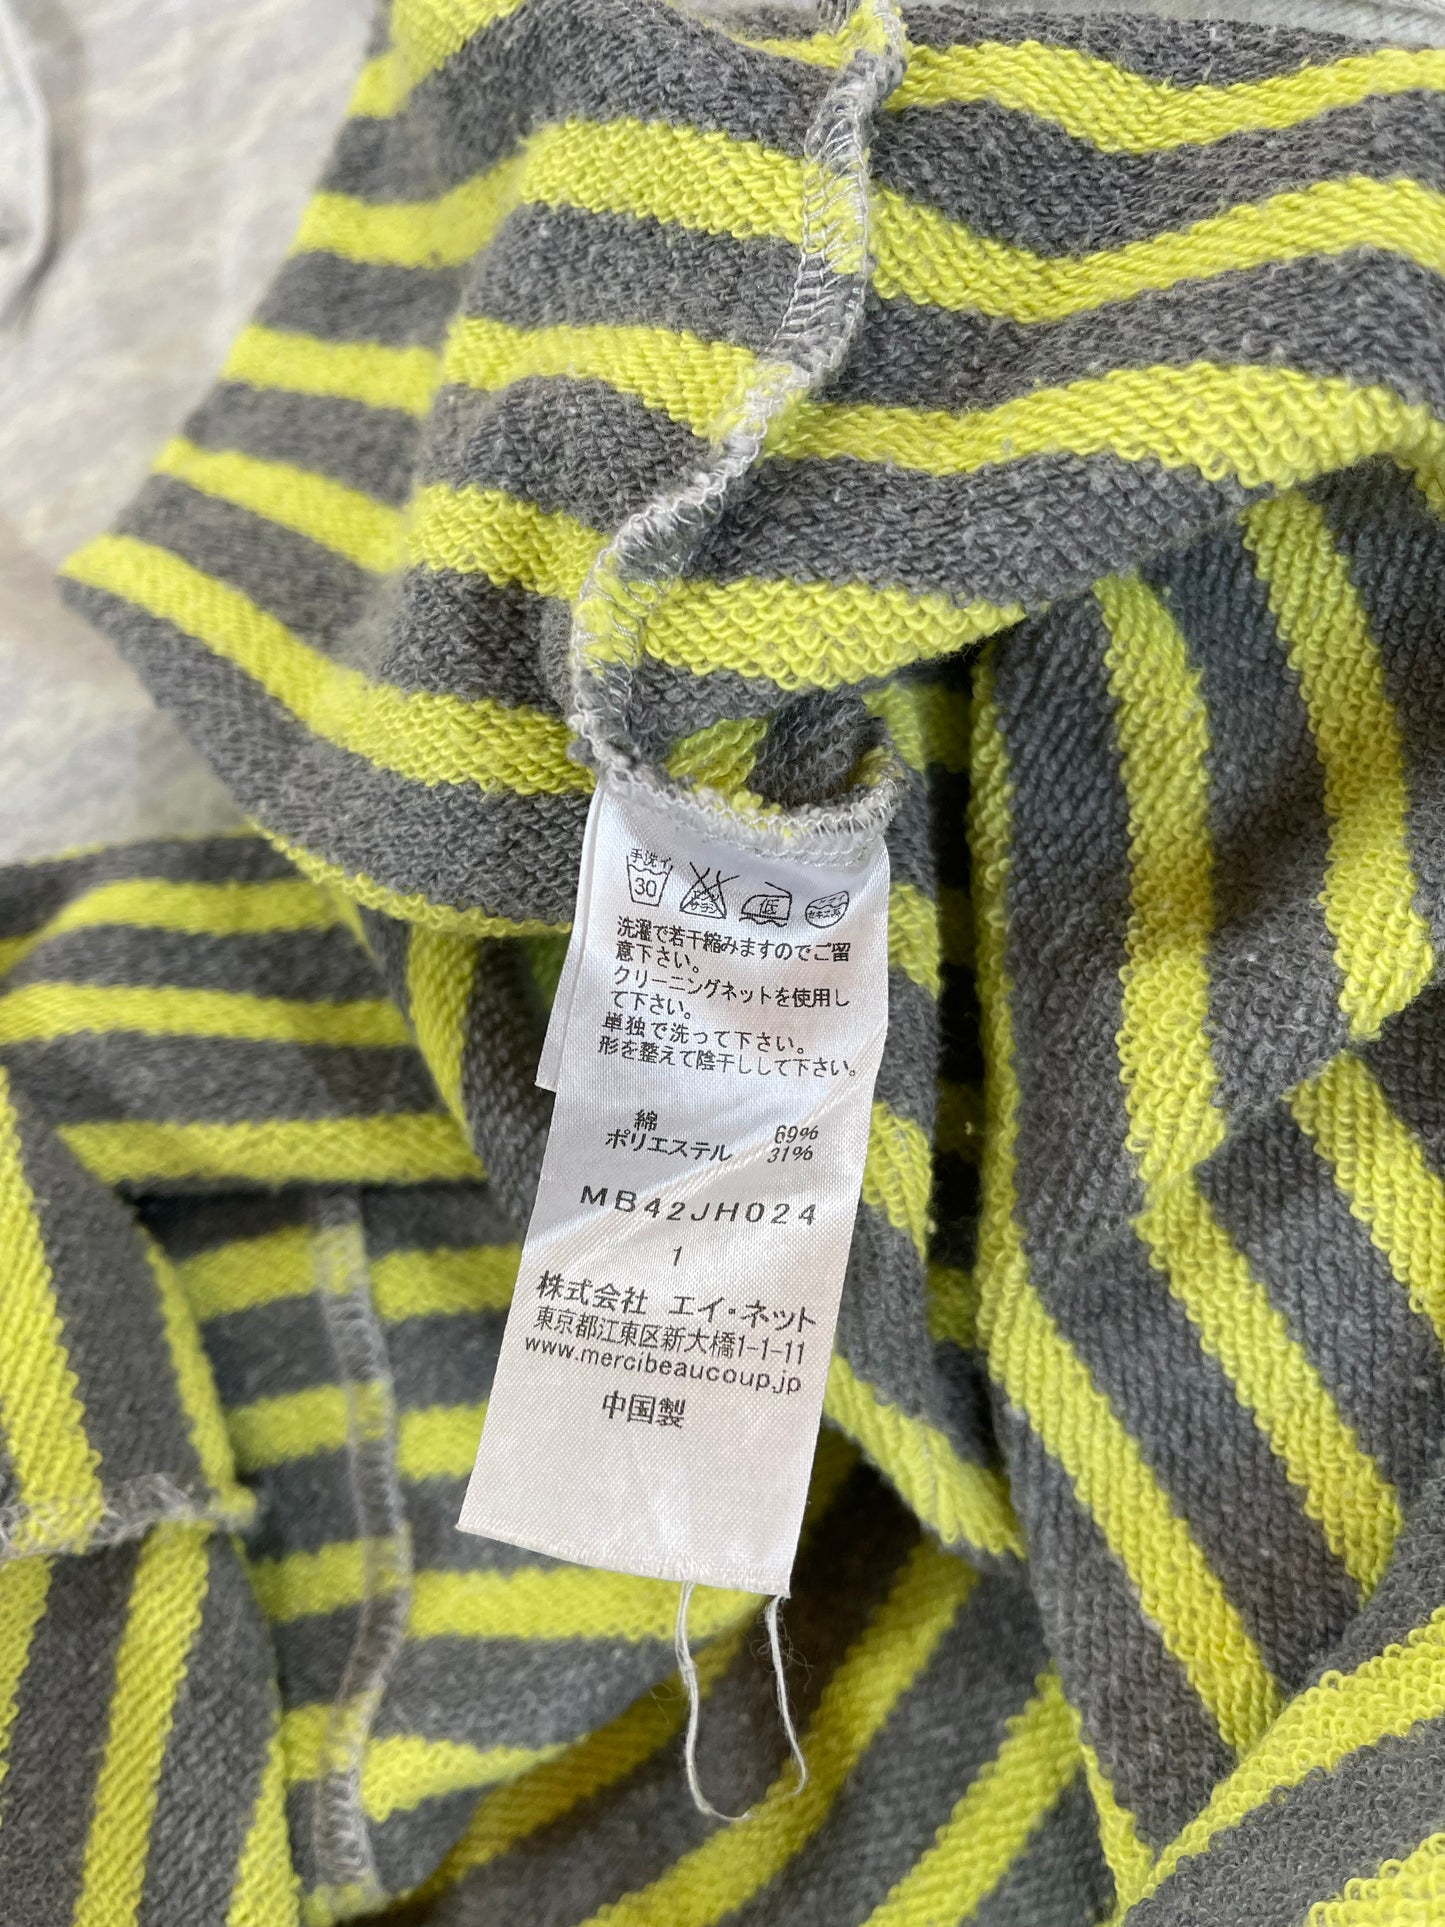 手洗イ
30
低
洗濯で若干縮みますのでご留
意下さい。
クリーニングネットを使用し
て下さい。
単独で洗って下さい。
形を整えて陰干しして下さい。
綿 69%
ポリエステル 31%
MB42JH024
1
株式会社 エイ・ネット
東京都江東区新大橋1-1-11
www.mercibeaucoup.jp
中国製